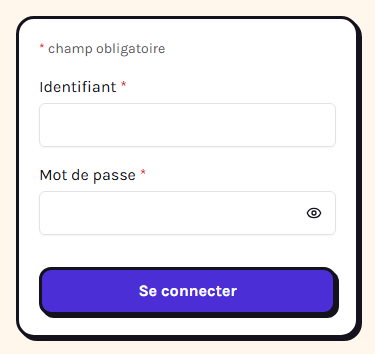 * champ obligatoire
Identifiant *
Mot de passe *
Se connecter